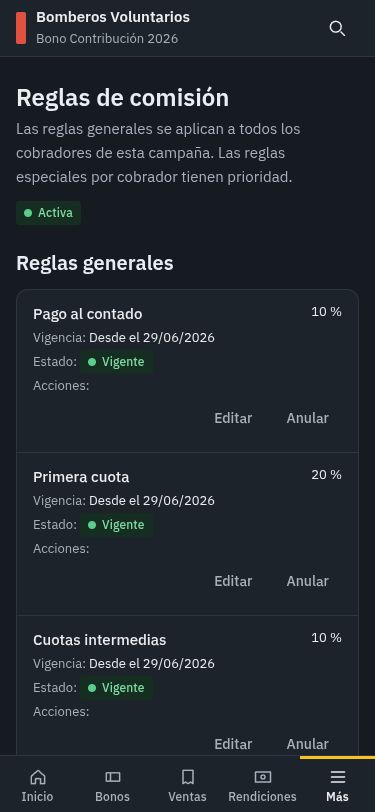 Bomberos Voluntarios
Bono Contribución 2026
Reglas de comisión
Las reglas generales se aplican a todos los
cobradores de esta campaña. Las reglas
especiales por cobrador tienen prioridad.
Activa
Reglas generales
Pago al contado 10 %
Vigencia: Desde el 29/06/2026
Estado: Vigente
Acciones:
Editar Anular
Primera cuota 20 %
Vigencia: Desde el 29/06/2026
Estado: Vigente
Acciones:
Editar Anular
Cuotas intermedias 10 %
Vigencia: Desde el 29/06/2026
Estado: Vigente
Acciones:
Editar Anular
Inicio Bonos Ventas Rendiciones Más